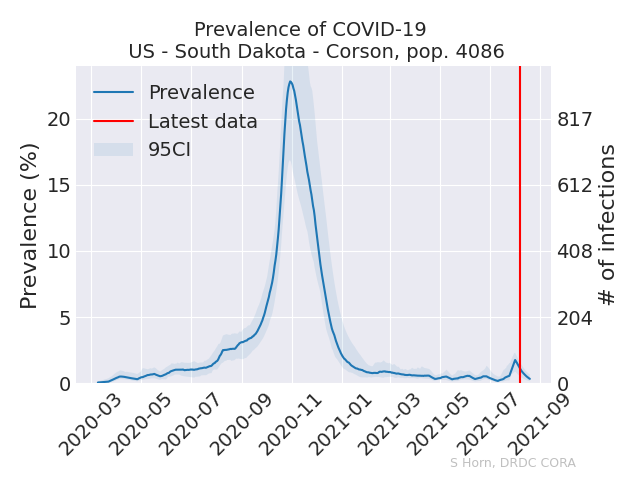 Prevalence of COVID-19
US - South Dakota - Corson, pop. 4086
Prevalence
Latest data
95CI
Prevalence (%)
20
15
10
5
0
817
612
408
204
0
# of infections
2020-03
2020-05
2020-07
2020-09
2020-11
2021-01
2021-03
2021-05
2021-07
2021-09
S Horn, DRDC CORA